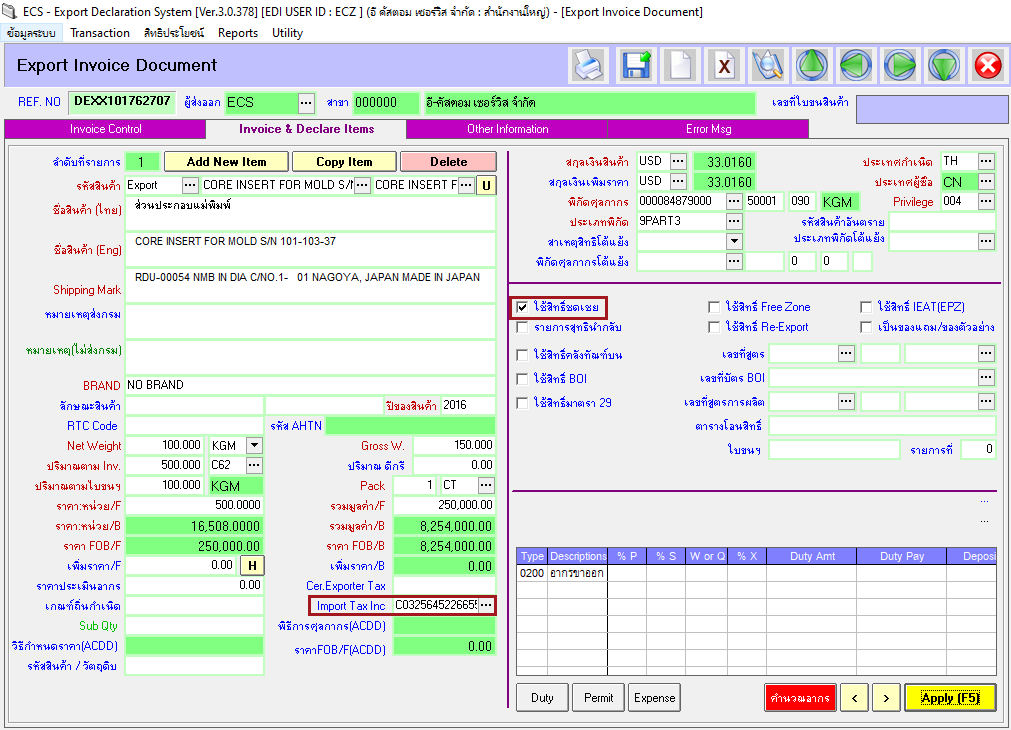 ECS - Export Declaration System [Ver.3.0.378] [EDI USER ID : ECZ ] (อี คัสตอม เซอร์วิส จำกัด : สำนักงานใหญ่) - [Export Invoice Document]
ข้อมูลระบบ Transaction สิทธิประโยชน์ Reports Utility
Export Invoice Document
REF. NO DEXX101762707 ผู้ส่งออก ECS ... สาขา 000000 อี-คัสตอม เซอร์วิส จำกัด เลขที่ใบขนสินค้า
Invoice Control Invoice & Declare Items Other Information Error Msg
ลำดับที่รายการ 1 Add New Item Copy Item Delete
รหัสสินค้า Export ... CORE INSERT FOR MOLD S/N ... CORE INSERT F ... U
ชื่อสินค้า (ไทย) ส่วนประกอบแม่พิมพ์
ชื่อสินค้า (Eng) CORE INSERT FOR MOLD S/N 101-103-37
Shipping Mark RDU-00054 NMB IN DIA C/NO.1- 01 NAGOYA, JAPAN MADE IN JAPAN
หมายเหตุส่งกรม
หมายเหตุ(ไม่ส่งกรม)
BRAND NO BRAND
ลักษณะสินค้า ปีของสินค้า 2016
RTC Code รหัส AHTN
Net Weight 100.000 KGM Gross W. 150.000
ปริมาณตาม Inv. 500.000 C62 ... ปริมาณ ดีกรี 0.00
ปริมาณตามใบขนฯ 100.000 KGM Pack 1 CT ...
ราคา:หน่วย/F 500.0000 รวมมูลค่า/F 250,000.00
ราคา:หน่วย/B 16,508.0000 รวมมูลค่า/B 8,254,000.00
ราคา FOB/F 250,000.00 ราคา FOB/B 8,254,000.00
เพิ่มราคา/F 0.00 H เพิ่มราคา/B 0.00
ราคาประเมินอากร 0.00 Cer.Exporter Tax
เกณฑ์ถิ่นกำเนิด Import Tax Inc C0325645226655 ...
Sub Qty พิธีการศุลกากร(ACDD)
วิธีกำหนดราคา(ACDD) ราคาFOB/F(ACDD) 0.00
รหัสสินค้า / วัตถุดิบ
สกุลเงินสินค้า USD ... 33.0160 ประเทศกำเนิด TH ...
สกุลเงินเพิ่มราคา USD ... 33.0160 ประเทศผู้ซื้อ CN ...
พิกัดศุลกากร 000084879000 ... 50001 090 KGM Privilege 004 ...
ประเภทพิกัด 9PART3 ... รหัสสินค้าอันตราย
สาเหตุสิทธิโต้แย้ง ประเภทพิกัดโต้แย้ง ...
พิกัดศุลกากรโต้แย้ง ... 0 0
ใช้สิทธิ์ชดเชย ใช้สิทธิ์ Free Zone ใช้สิทธิ์ IEAT(EPZ)
รายการสุทธินำกลับ ใช้สิทธิ์ Re-Export เป็นของแถม/ของตัวอย่าง
ใช้สิทธิ์คลังทัณฑ์บน เลขที่สูตร ... ...
ใช้สิทธิ์ BOI เลขที่บัตร BOI ...
ใช้สิทธิ์มาตรา 29 เลขที่สูตรการผลิต ... ...
ตารางโอนสิทธิ์
ใบขนฯ รายการที่ 0
...
...
Type Descriptions % P % S W or Q % X Duty Amt Duty Pay Deposi
0200 อากรขาออก
Duty Permit Expense คำนวณอากร < > Apply (F5)